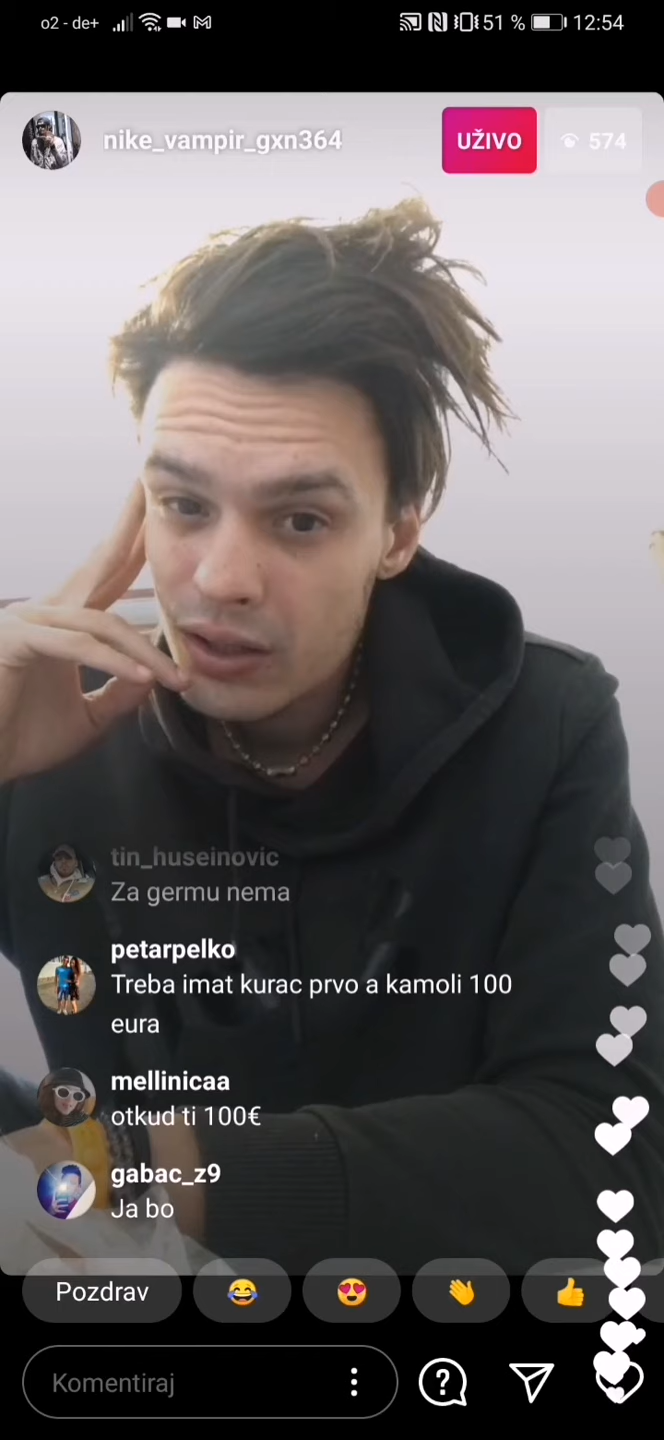 o2 - de+ 51 % 12:54
nike_vampir_gxn364 UŽIVO 574
tin_huseinovic
Za germu nema
petarpelko
Treba imat kurac prvo a kamoli 100
eura
mellinicaa
otkud ti 100€
gabac_z9
Ja bo
Pozdrav
Komentiraj